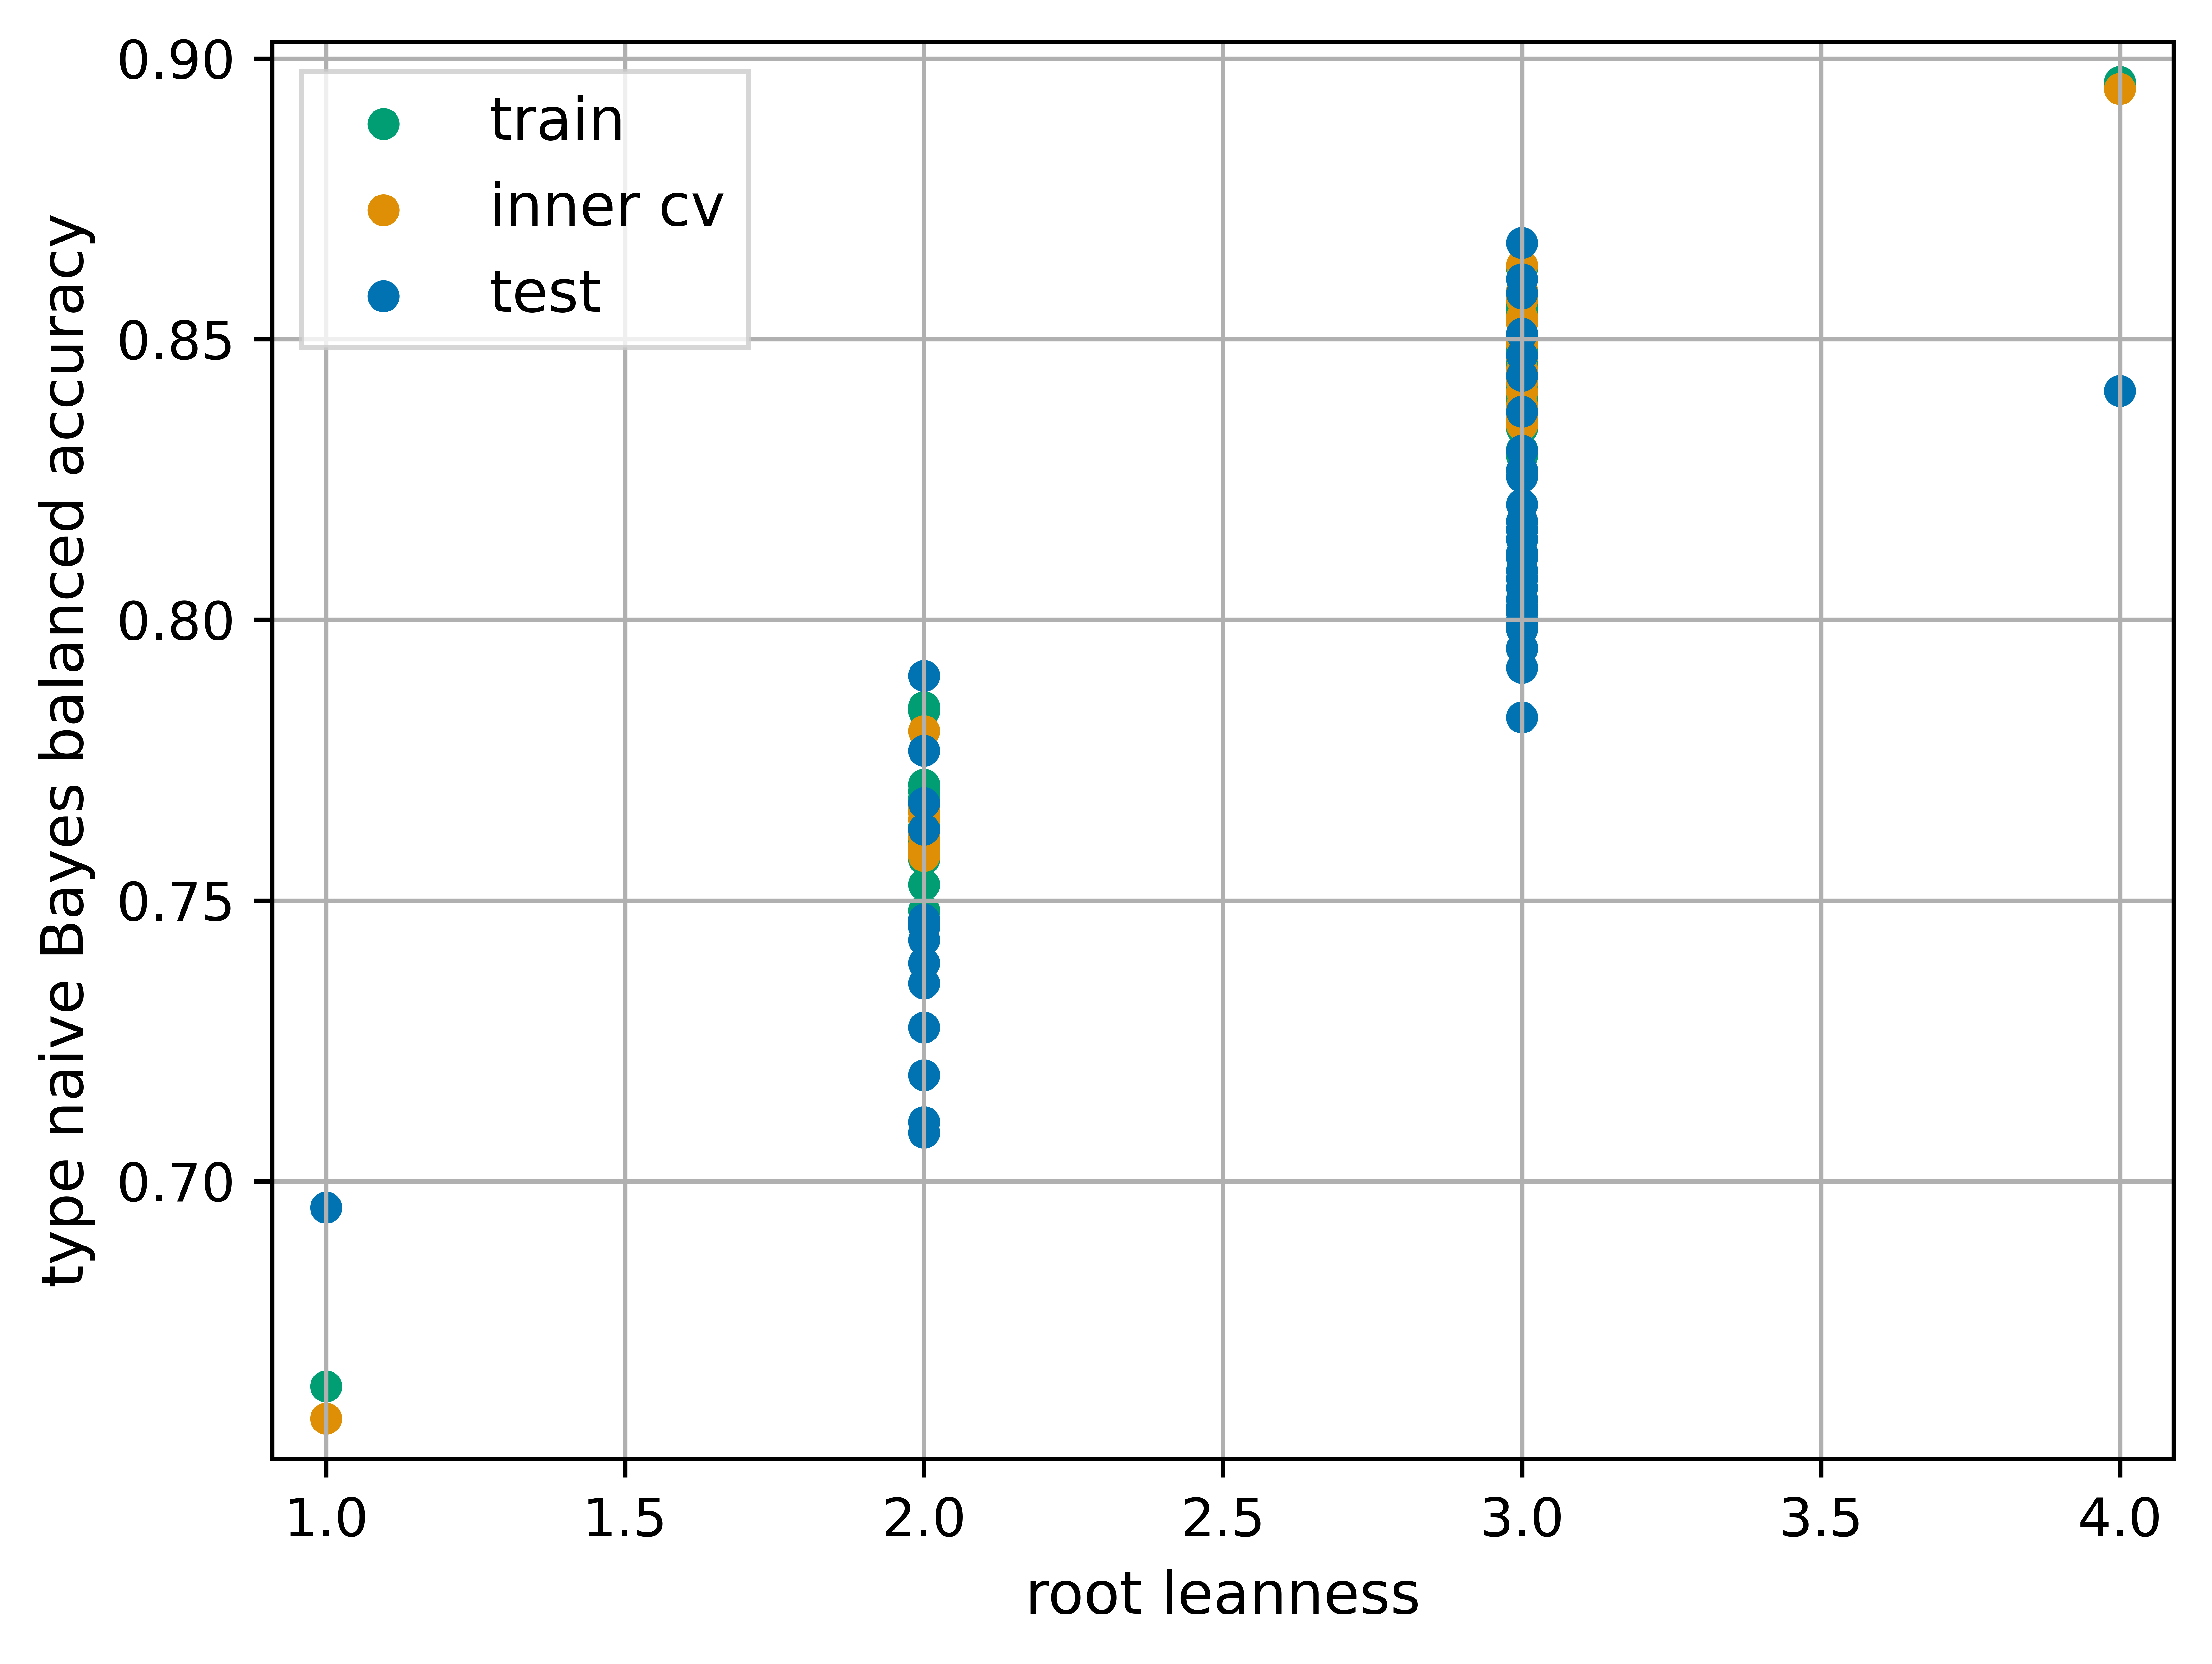 train
inner cv
test
type naive Bayes balanced accuracy
0.90
0.85
0.80
0.75
0.70
1.0 1.5 2.0 2.5 3.0 3.5 4.0
root leanness